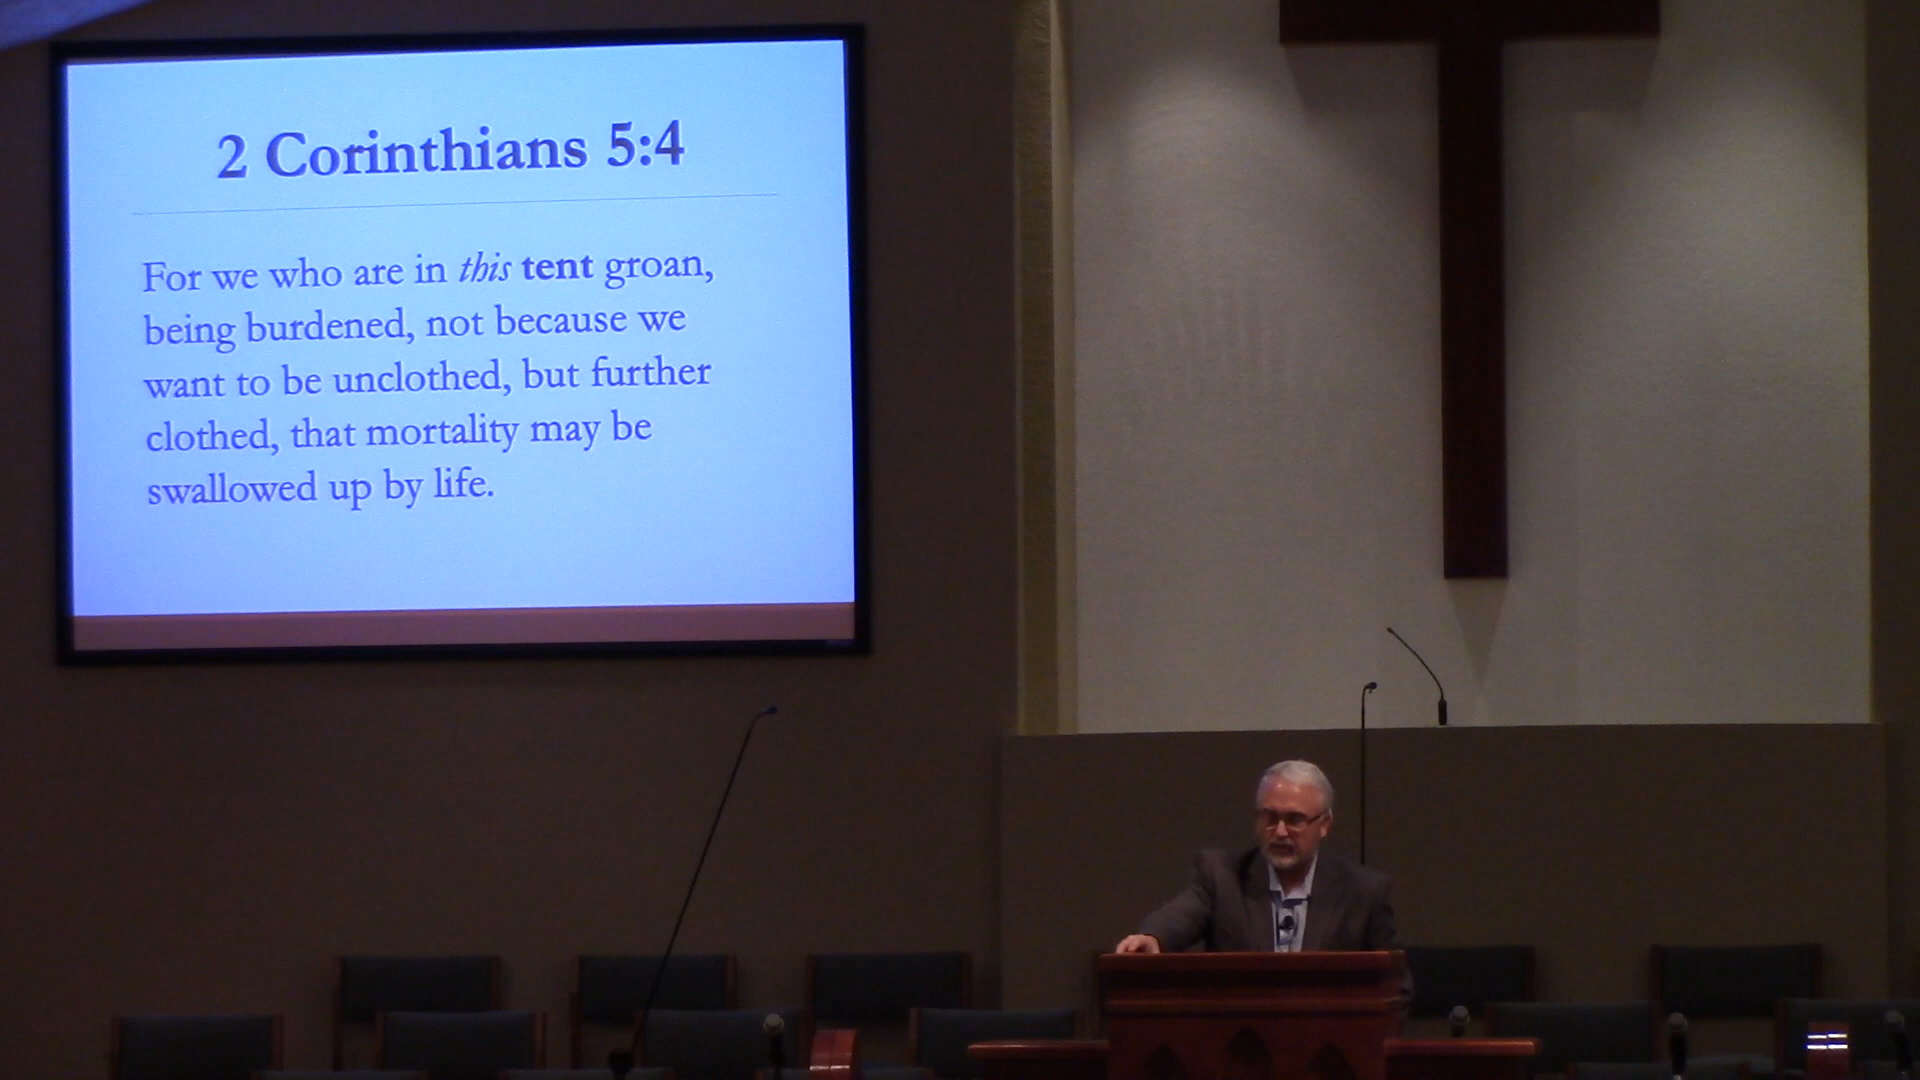 2 Corinthians 5:4
For we who are in this tent groan,
being burdened, not because we
want to be unclothed, but further
clothed, that mortality may be
swallowed up by life.